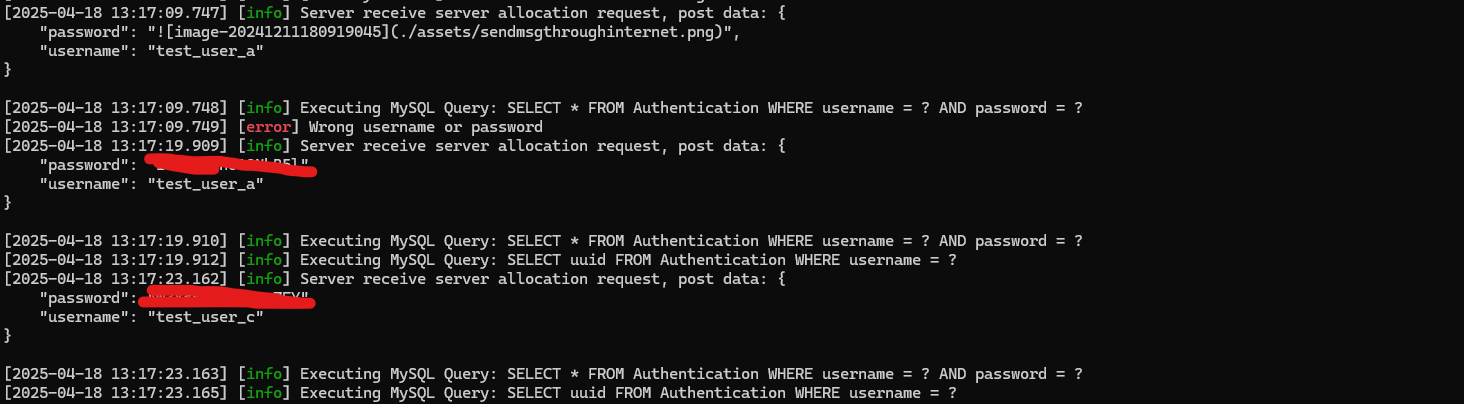 [2025-04-18 13:17:09.747] [info] Server receive server allocation request, post data: {
"password": "![image-20241211180919045](./assets/sendmsgthroughinternet.png)",
"username": "test_user_a"
}
[2025-04-18 13:17:09.748] [info] Executing MySQL Query: SELECT * FROM Authentication WHERE username = ? AND password = ?
[2025-04-18 13:17:09.749] [error] Wrong username or password
[2025-04-18 13:17:19.909] [info] Server receive server allocation request, post data: {
"password":
"username": "test_user_a"
}
[2025-04-18 13:17:19.910] [info] Executing MySQL Query: SELECT * FROM Authentication WHERE username = ? AND password = ?
[2025-04-18 13:17:19.912] [info] Executing MySQL Query: SELECT uuid FROM Authentication WHERE username = ?
[2025-04-18 13:17:23.162] [info] Server receive server allocation request, post data: {
"password":
"username": "test_user_c"
}
[2025-04-18 13:17:23.163] [info] Executing MySQL Query: SELECT * FROM Authentication WHERE username = ? AND password = ?
[2025-04-18 13:17:23.165] [info] Executing MySQL Query: SELECT uuid FROM Authentication WHERE username = ?